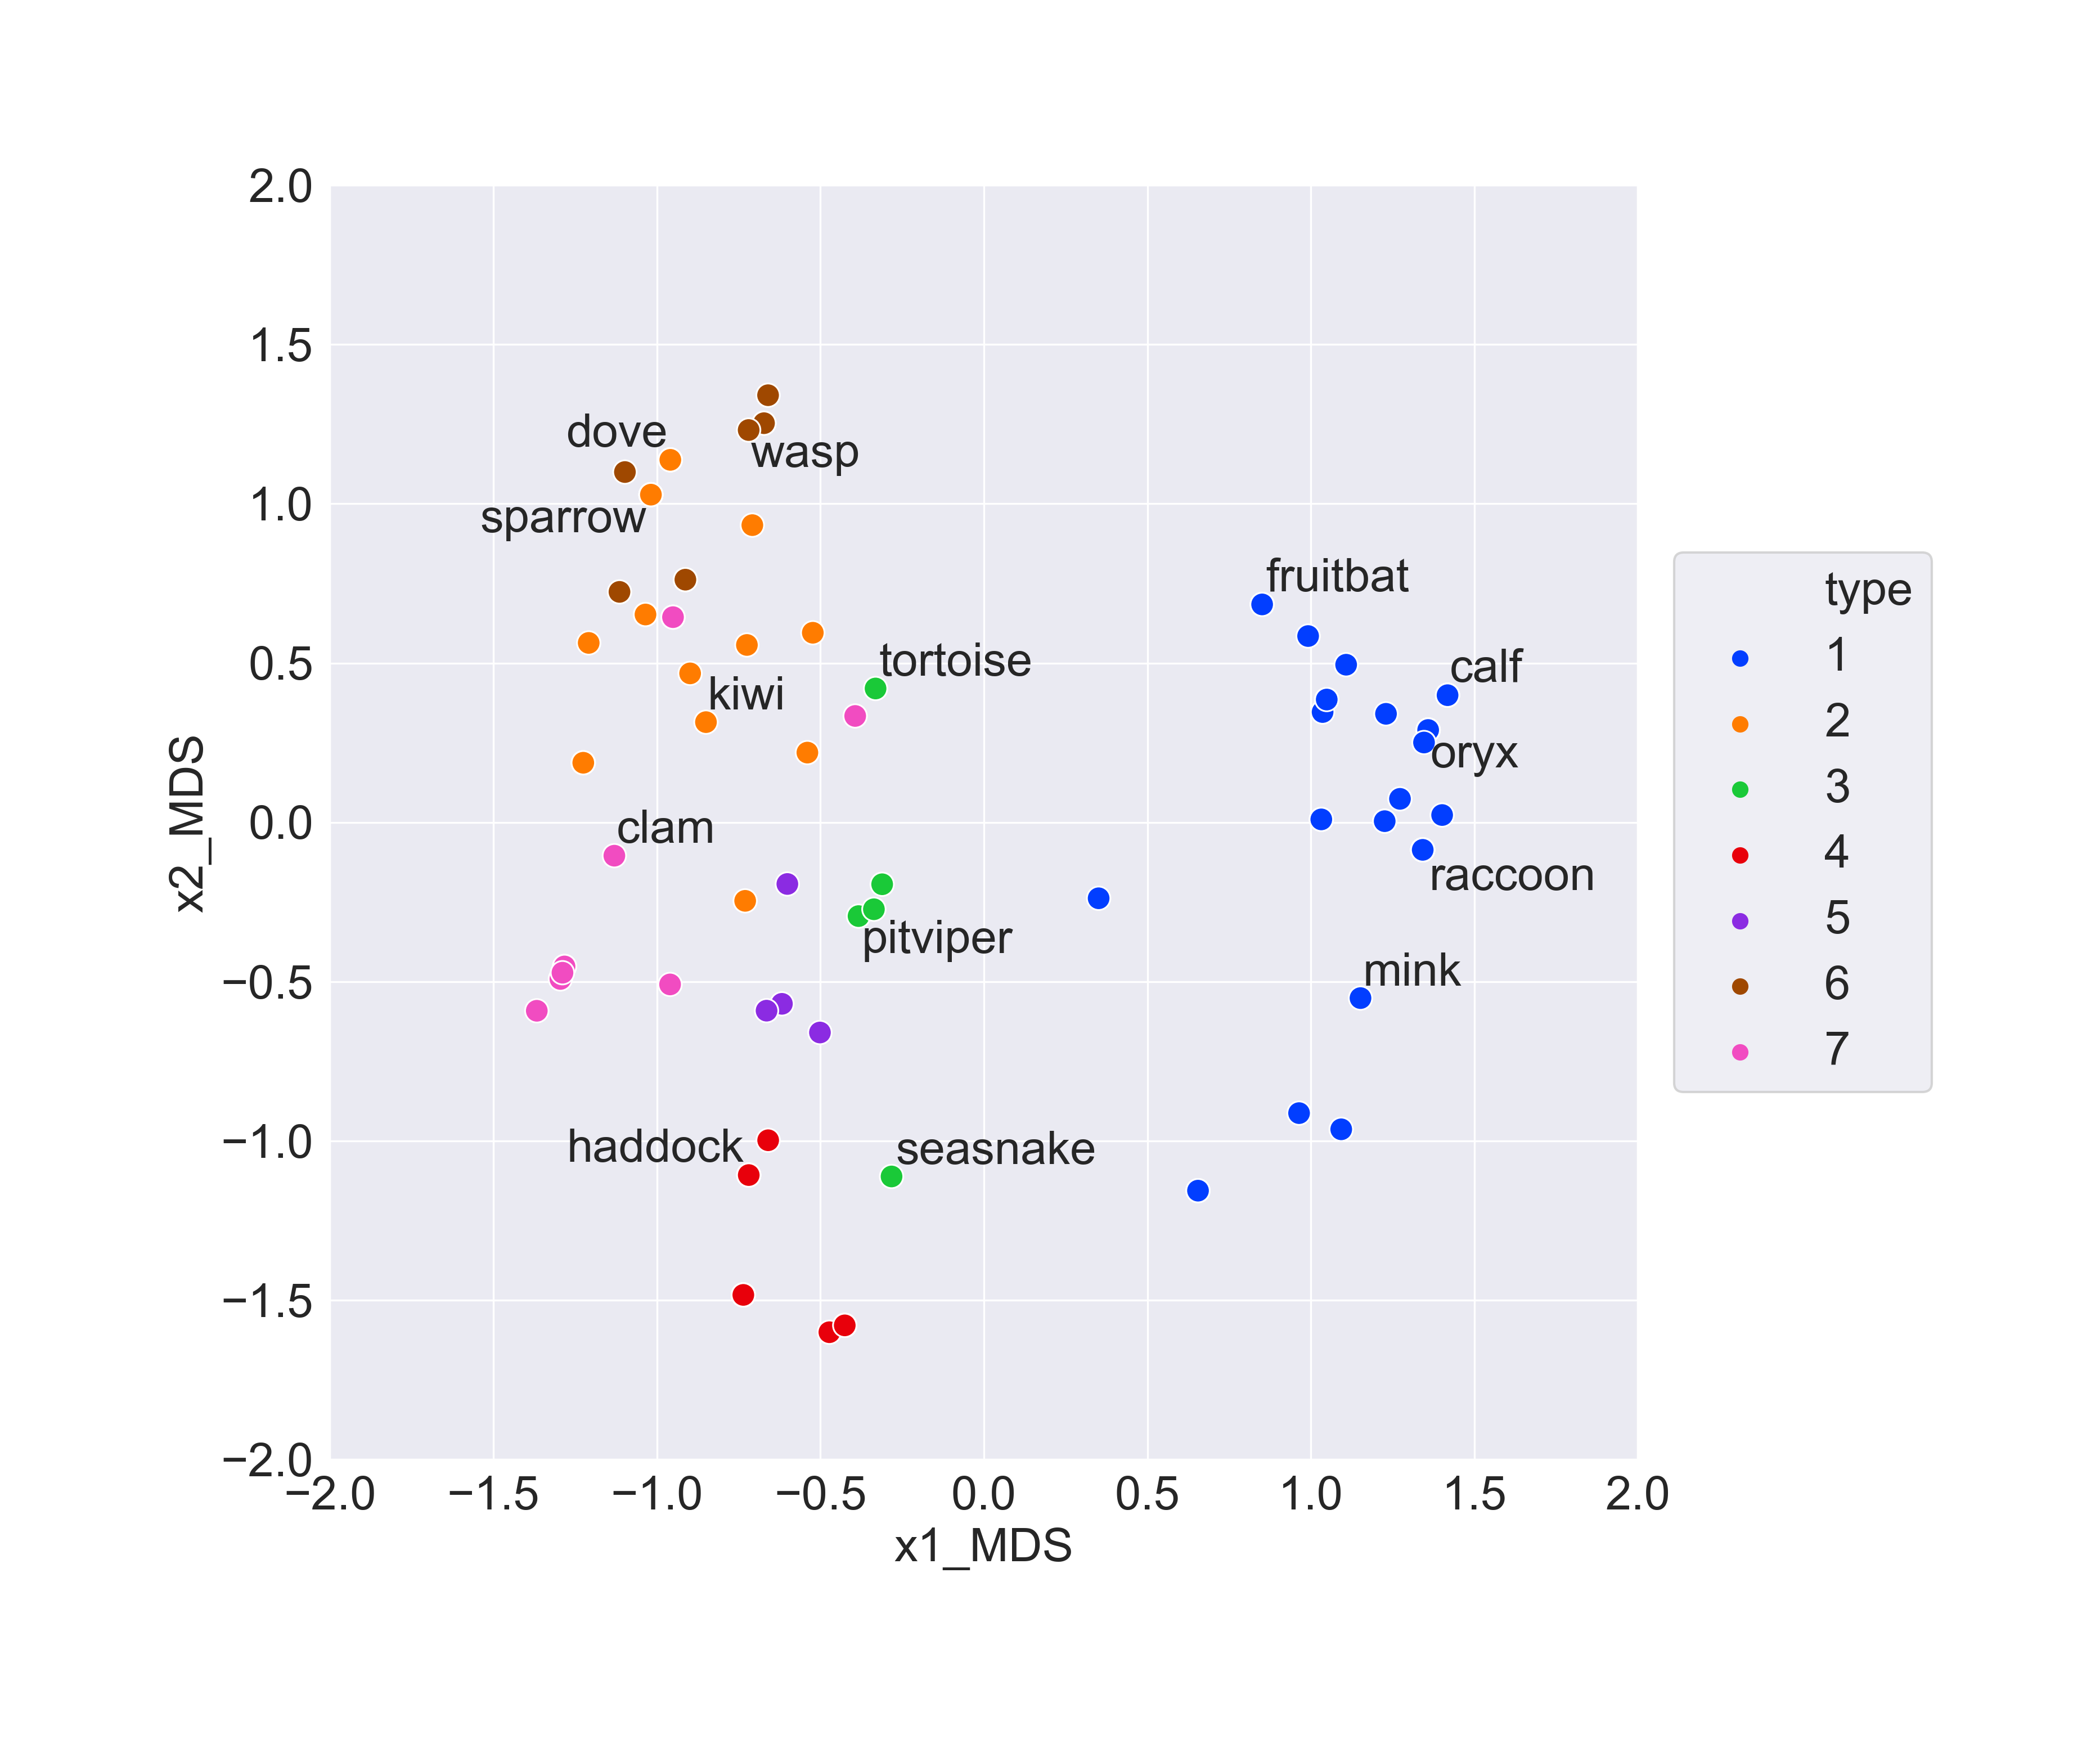 2.0
1.5
1.0
0.5
0.0
−0.5
−1.0
−1.5
−2.0
x2_MDS
dove
wasp
sparrow
fruitbat
tortoise
calf
kiwi
oryx
clam
raccoon
pitviper
mink
haddock
seasnake
−2.0 −1.5 −1.0 −0.5 0.0 0.5 1.0 1.5 2.0
x1_MDS
type
1
2
3
4
5
6
7